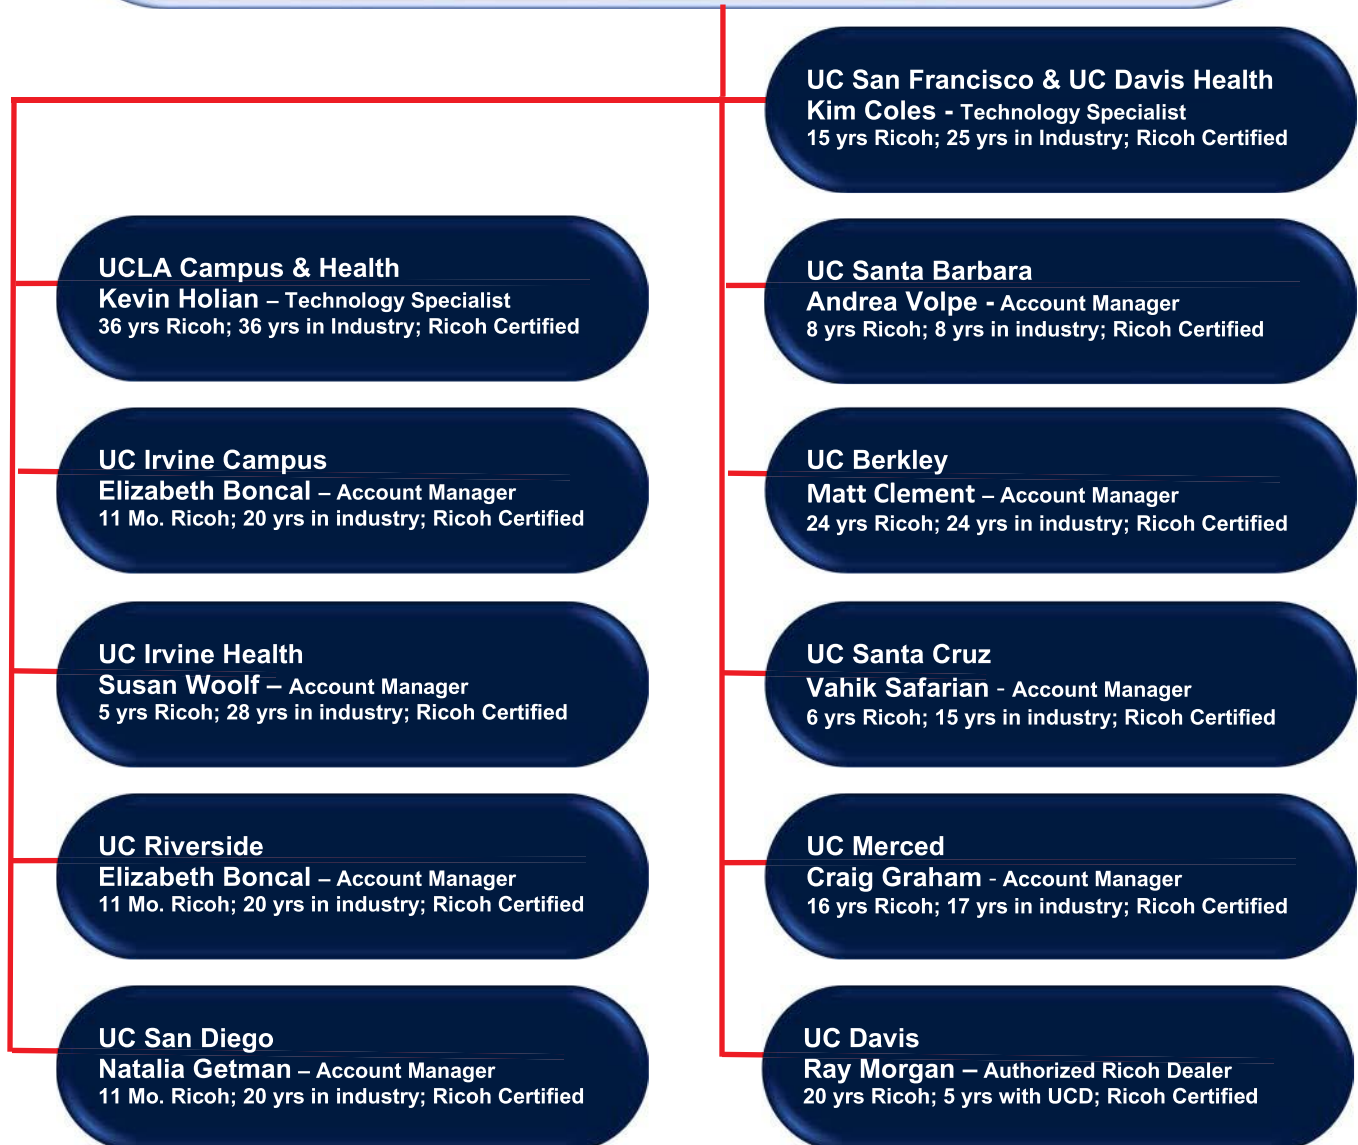 UC San Francisco & UC Davis Health
Kim Coles - Technology Specialist
15 yrs Ricoh; 25 yrs in Industry; Ricoh Certified
UCLA Campus & Health
Kevin Holian – Technology Specialist
36 yrs Ricoh; 36 yrs in Industry; Ricoh Certified
UC Santa Barbara
Andrea Volpe - Account Manager
8 yrs Ricoh; 8 yrs in industry; Ricoh Certified
UC Irvine Campus
Elizabeth Boncal – Account Manager
11 Mo. Ricoh; 20 yrs in industry; Ricoh Certified
UC Berkley
Matt Clement – Account Manager
24 yrs Ricoh; 24 yrs in industry; Ricoh Certified
UC Irvine Health
Susan Woolf – Account Manager
5 yrs Ricoh; 28 yrs in industry; Ricoh Certified
UC Santa Cruz
Vahik Safarian - Account Manager
6 yrs Ricoh; 15 yrs in industry; Ricoh Certified
UC Riverside
Elizabeth Boncal – Account Manager
11 Mo. Ricoh; 20 yrs in industry; Ricoh Certified
UC Merced
Craig Graham - Account Manager
16 yrs Ricoh; 17 yrs in industry; Ricoh Certified
UC San Diego
Natalia Getman – Account Manager
11 Mo. Ricoh; 20 yrs in industry; Ricoh Certified
UC Davis
Ray Morgan – Authorized Ricoh Dealer
20 yrs Ricoh; 5 yrs with UCD; Ricoh Certified